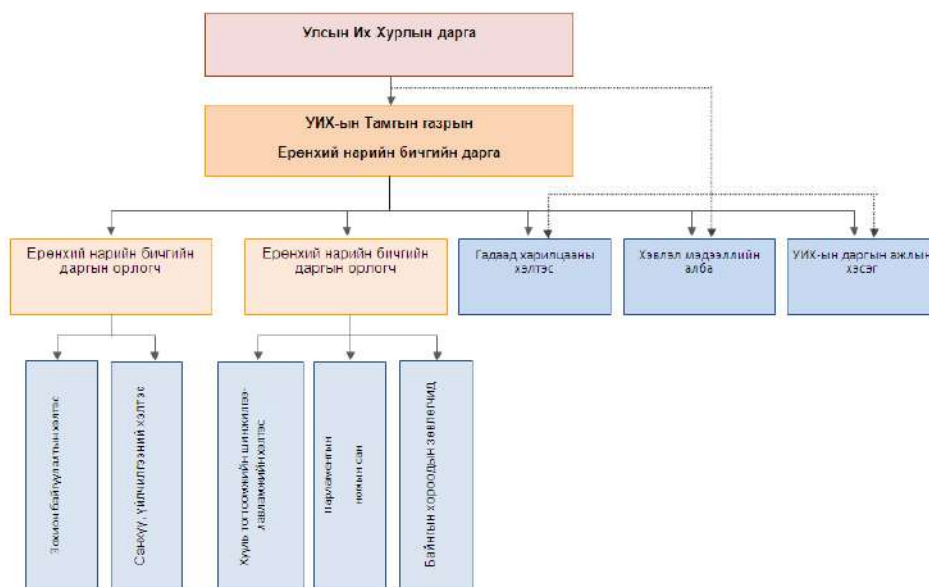 Улсын Их Хурлын дарга
УИХ-ын Тамгын газрын
Ерөнхий нарийн бичгийн дарга
Ерөнхий нарийн бичгийн
даргын орлогч
Ерөнхий нарийн бичгийн
даргын орлогч
Гадаад харилцааны
хэлтэс
Хэвлэл мэдээллийн
алба
УИХ-ын даргын ажлын
хэсэг
Зохион байгуулалтын хэлтэс
Санхүү, үйлчилгээний хэлтэс
Хууль тогтоомжийн шинжилгээ-
лавламжийн хэлтэс
Парламентын
номын сан
Байнгын хороодын зөвлөгчид